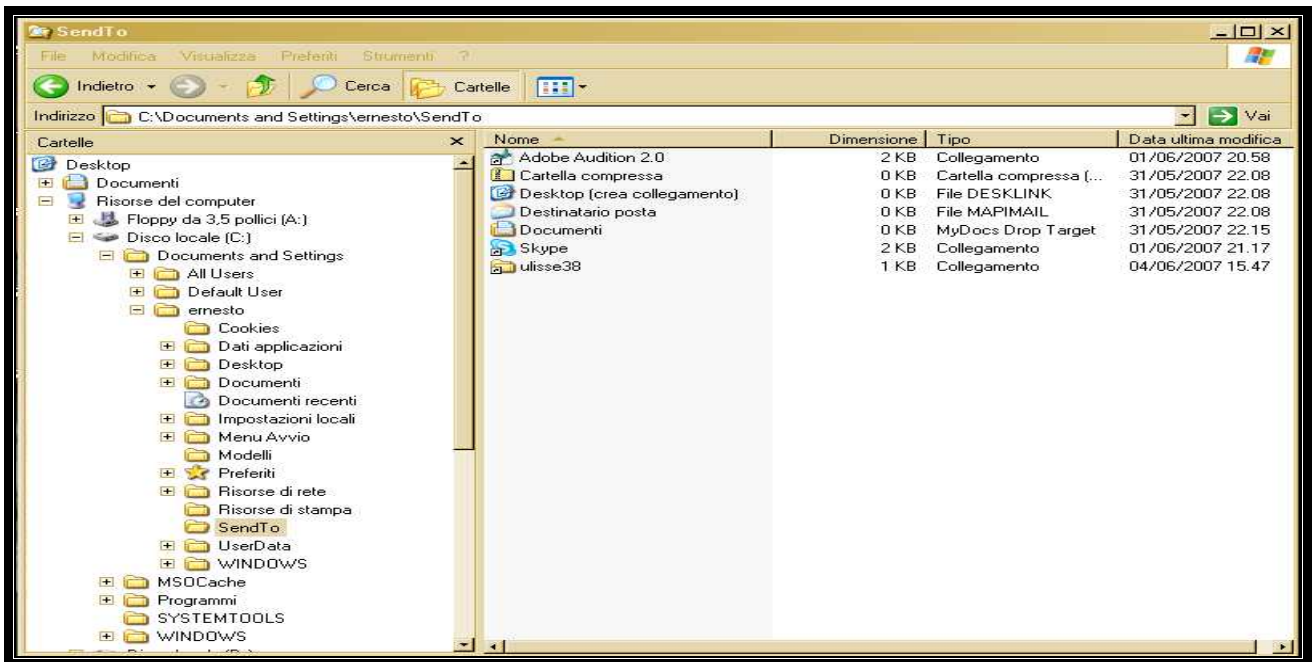 SendTo
File Modifica Visualizza Preferiti Strumenti ?
Indietro Cerca Cartelle
Indirizzo C:\Documents and Settings\ernesto\SendTo Vai
Cartelle
Desktop
Documenti
Risorse del computer
Floppy da 3,5 pollici (A:)
Disco locale (C:)
Documents and Settings
All Users
Default User
ernesto
Cookies
Dati applicazioni
Desktop
Documenti
Documenti recenti
Impostazioni locali
Menu Avvio
Modelli
Preferiti
Risorse di rete
Risorse di stampa
SendTo
UserData
WINDOWS
MSOCache
Programmi
SYSTEMTOOLS
WINDOWS
Nome Dimensione Tipo Data ultima modifica
Adobe Audition 2.0 2 KB Collegamento 01/06/2007 20.58
Cartella compressa 0 KB Cartella compressa (... 31/05/2007 22.08
Desktop (crea collegamento) 0 KB File DESKLINK 31/05/2007 22.08
Destinatario posta 0 KB File MAPIMAIL 31/05/2007 22.08
Documenti 0 KB MyDocs Drop Target 31/05/2007 22.15
Skype 2 KB Collegamento 01/06/2007 21.17
ulisse38 1 KB Collegamento 04/06/2007 15.47